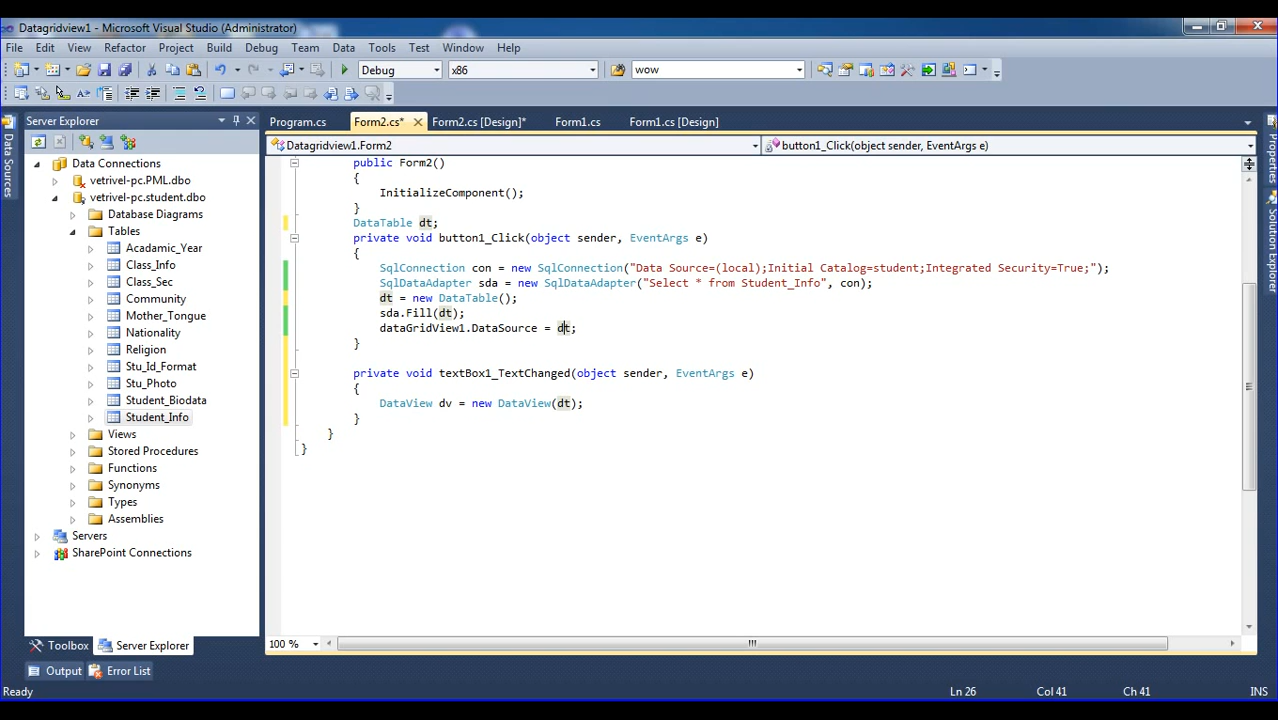 Datagridview1 - Microsoft Visual Studio (Administrator)
File Edit View Refactor Project Build Debug Team Data Tools Test Window Help
Debug x86 wow
Server Explorer
Program.cs Form2.cs* Form2.cs [Design]* Form1.cs Form1.cs [Design]
Datagridview1.Form2 button1_Click(object sender, EventArgs e)
Data Sources
Properties
Solution Explorer
Data Connections
vetrivel-pc.PML.dbo
vetrivel-pc.student.dbo
Database Diagrams
Tables
Acadamic_Year
Class_Info
Class_Sec
Community
Mother_Tongue
Nationality
Religion
Stu_Id_Format
Stu_Photo
Student_Biodata
Student_Info
Views
Stored Procedures
Functions
Synonyms
Types
Assemblies
Servers
SharePoint Connections
public Form2()
{
InitializeComponent();
}
DataTable dt;
private void button1_Click(object sender, EventArgs e)
{
SqlConnection con = new SqlConnection("Data Source=(local);Initial Catalog=student;Integrated Security=True;");
SqlDataAdapter sda = new SqlDataAdapter("Select * from Student_Info", con);
dt = new DataTable();
sda.Fill(dt);
dataGridView1.DataSource = dt;
}
private void textBox1_TextChanged(object sender, EventArgs e)
{
DataView dv = new DataView(dt);
}
}
}
100 %
Toolbox Server Explorer
Output Error List
Ready Ln 26 Col 41 Ch 41 INS